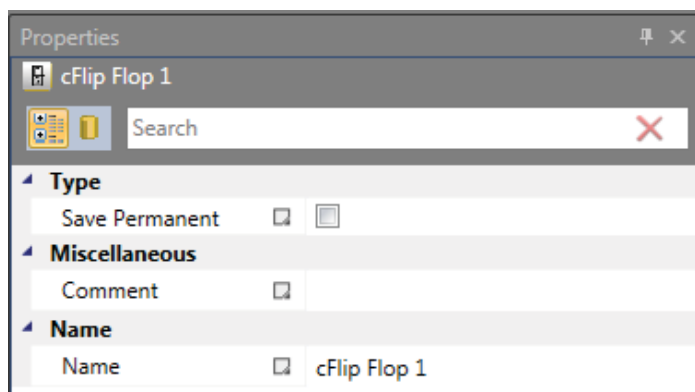 Properties
cFlip Flop 1
Search
Type
Save Permanent
Miscellaneous
Comment
Name
Name cFlip Flop 1